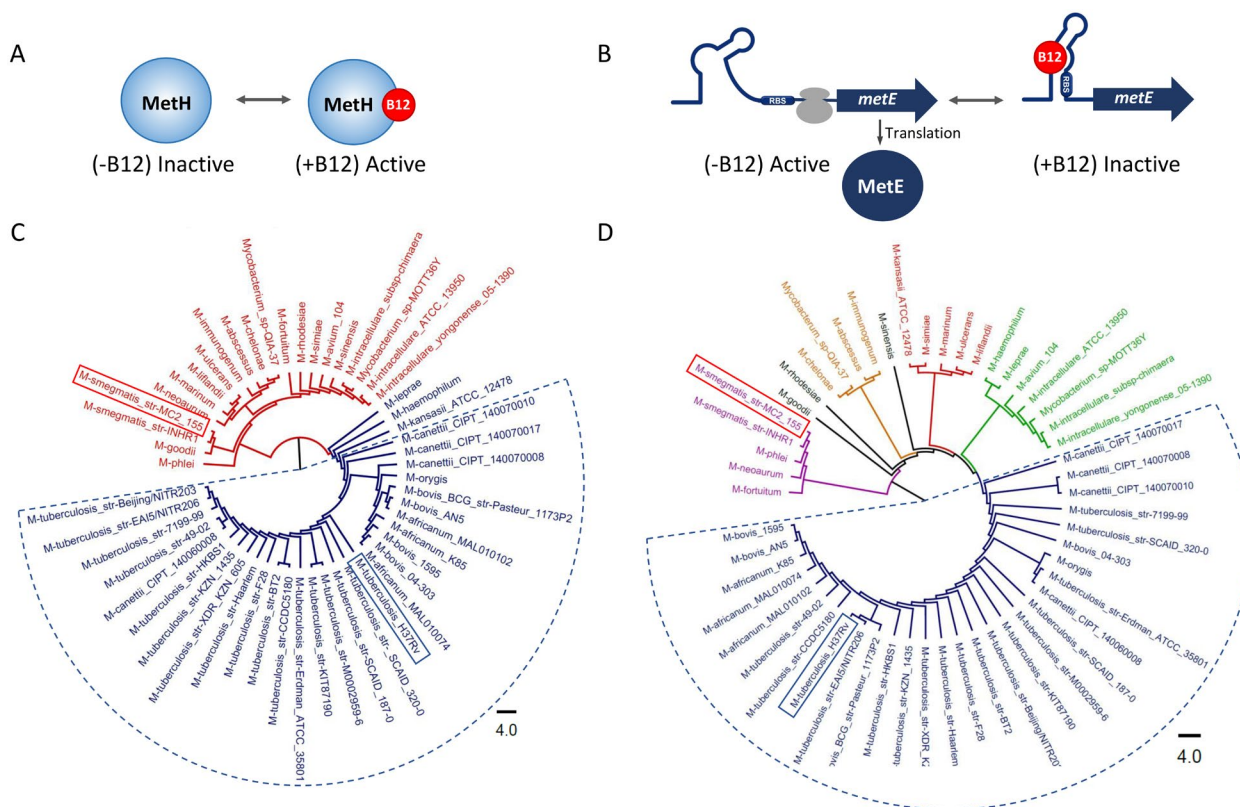 A
MetH
MetH
B12
(-B12) Inactive
(+B12) Active
B
RBS
metE
Translation
MetE
(-B12) Active
B12
RBS
metE
(+B12) Inactive
C
M-phlei
M-goodii
M-smegmatis_str-INHR1
M-smegmatis_str-MC2_155
M-neoaurum
M-marinum
M-liflandii
M-ulcerans
M-immunogenum
M-abscessus
M-chelonae
Mycobacterium_sp-QIA-37
M-fortuitum
M-rhodesiae
M-simiae
M-avium_104
M-sinensis
M-intracellulare_subsp-chimaera
Mycobacterium_sp-MOTT36Y
M-intracellulare_ATCC_13950
M-intracellulare_yongonense_05-1390
M-leprae
M-haemophilum
M-kansasii_ATCC_12478
M-canettii_CIPT_140070010
M-canettii_CIPT_140070017
M-canettii_CIPT_140070008
M-orygis
M-bovis_BCG_str-Pasteur_1173P2
M-bovis_AN5
M-africanum_MAL010102
M-africanum_K85
M-bovis_1595
M-bovis_04-303
M-africanum_MAL010074
M-tuberculosis_H37Rv
M-tuberculosis_str-_SCAID_320-0
M-tuberculosis_str-SCAID_187-0
M-tuberculosis_str-M0002959-6
M-tuberculosis_str-KIT87190
M-tuberculosis_str-Erdman_ATCC_35801
M-tuberculosis_str-CCDC5180
M-tuberculosis_str-BT2
M-tuberculosis_str-F28
M-tuberculosis_str-Haarlem
M-tuberculosis_str-XDR_KZN_605
M-tuberculosis_str-KZN_1435
M-tuberculosis_str-HKBS1
M-canettii_CIPT_140060008
M-tuberculosis_str-49-02
M-tuberculosis_str-7199-99
M-tuberculosis_str-EAI5/NITR206
M-tuberculosis_str-Beijing/NITR203
4.0
D
M-fortuitum
M-neoaurum
M-phlei
M-smegmatis_str-INHR1
M-smegmatis_str-MC2_155
M-goodii
M-rhodesiae
M-chelonae
Mycobacterium_sp-QIA-37
M-abscessus
M-immunogenum
M-sinensis
M-kansasii_ATCC_12478
M-simiae
M-marinum
M-ulcerans
M-liflandii
M-haemophilum
M-leprae
M-avium_104
M-intracellulare_ATCC_13950
Mycobacterium_sp-MOTT36Y
M-intracellulare_subsp-chimaera
M-intracellulare_yongonense_05-1390
M-canettii_CIPT_140070017
M-canettii_CIPT_140070008
M-canettii_CIPT_140070010
M-tuberculosis_str-7199-99
M-tuberculosis_str-SCAID_320-0
M-bovis_04-303
M-orygis
M-tuberculosis_str-Erdman_ATCC_35801
M-canettii_CIPT_140060008
M-tuberculosis_str-SCAID_187-0
M-tuberculosis_str-M0002959-6
M-tuberculosis_str-KIT87190
M-tuberculosis_str-Beijing/NITR20
M-tuberculosis_str-BT2
M-tuberculosis_str-F28
M-tuberculosis_str-Haarlem
tuberculosis_str-XDR_K
M-tuberculosis_str-KZN_1435
M-tuberculosis_str-HKBS1
bovis_BCG_str-Pasteur_1173P2
M-tuberculosis_str-EAI5/NITR206
M-tuberculosis_H37Rv
M-tuberculosis_str-CCDC5180
M-tuberculosis_str-49-02
M-africanum_MAL010102
M-africanum_MAL010074
M-africanum_K85
M-bovis_AN5
M-bovis_1595
4.0